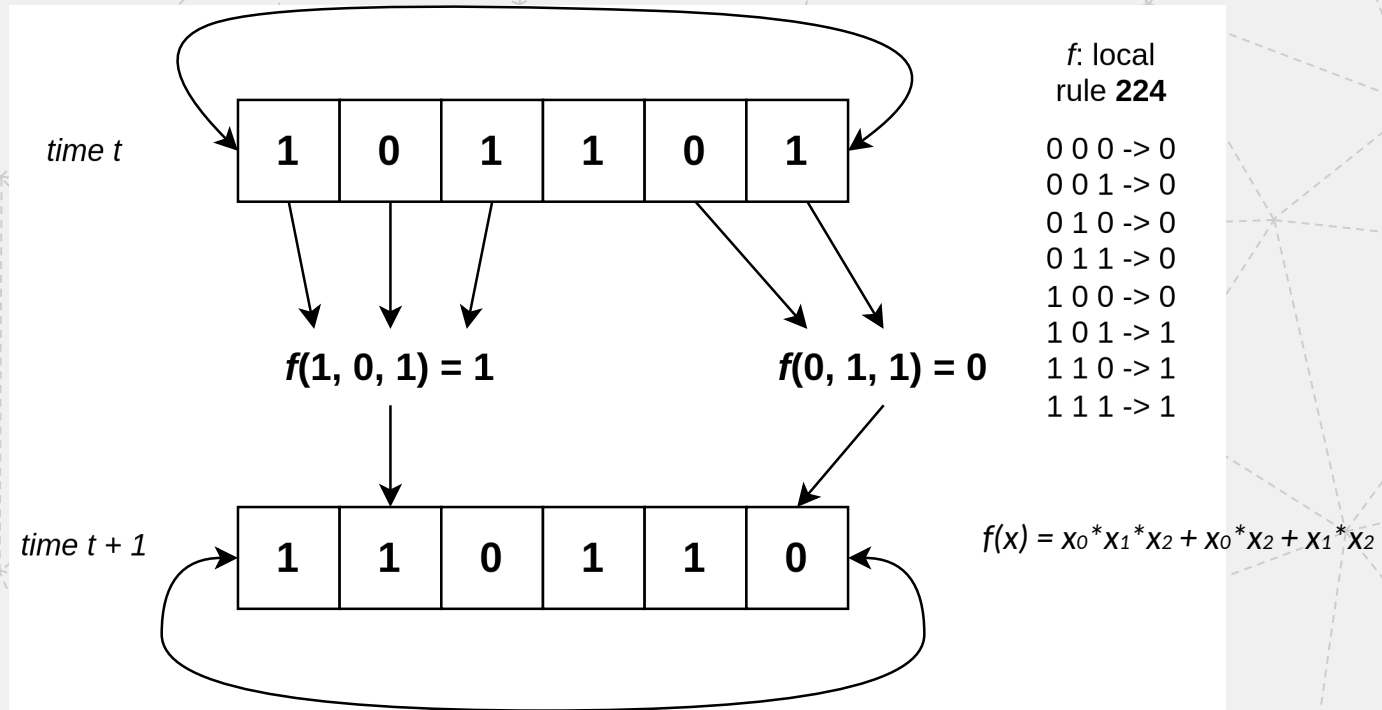 f: local
rule 224
time t
1 0 1 1 0 1
0 0 0 -> 0
0 0 1 -> 0
0 1 0 -> 0
0 1 1 -> 0
1 0 0 -> 0
1 0 1 -> 1
1 1 0 -> 1
1 1 1 -> 1
f(1, 0, 1) = 1
f(0, 1, 1) = 0
time t + 1
1 1 0 1 1 0
f(x) = x0*x1*x2 + x0*x2 + x1*x2